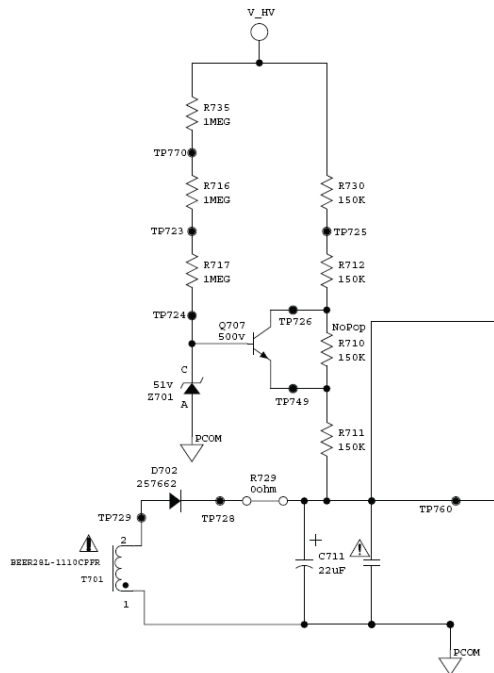 V_HV
R735
1MEG
TP770
R716
1MEG
R730
150K
TP723
TP725
R717
1MEG
R712
150K
TP724
Q707
500V
TP726
NoPop
R710
150K
C
51v
Z701
A
TP749
PCOM
R711
150K
D702
257662
R729
0ohm
TP729
TP728
TP760
2
BEER28L-1110CPFR
T701
1
+
C711
22uF
PCOM